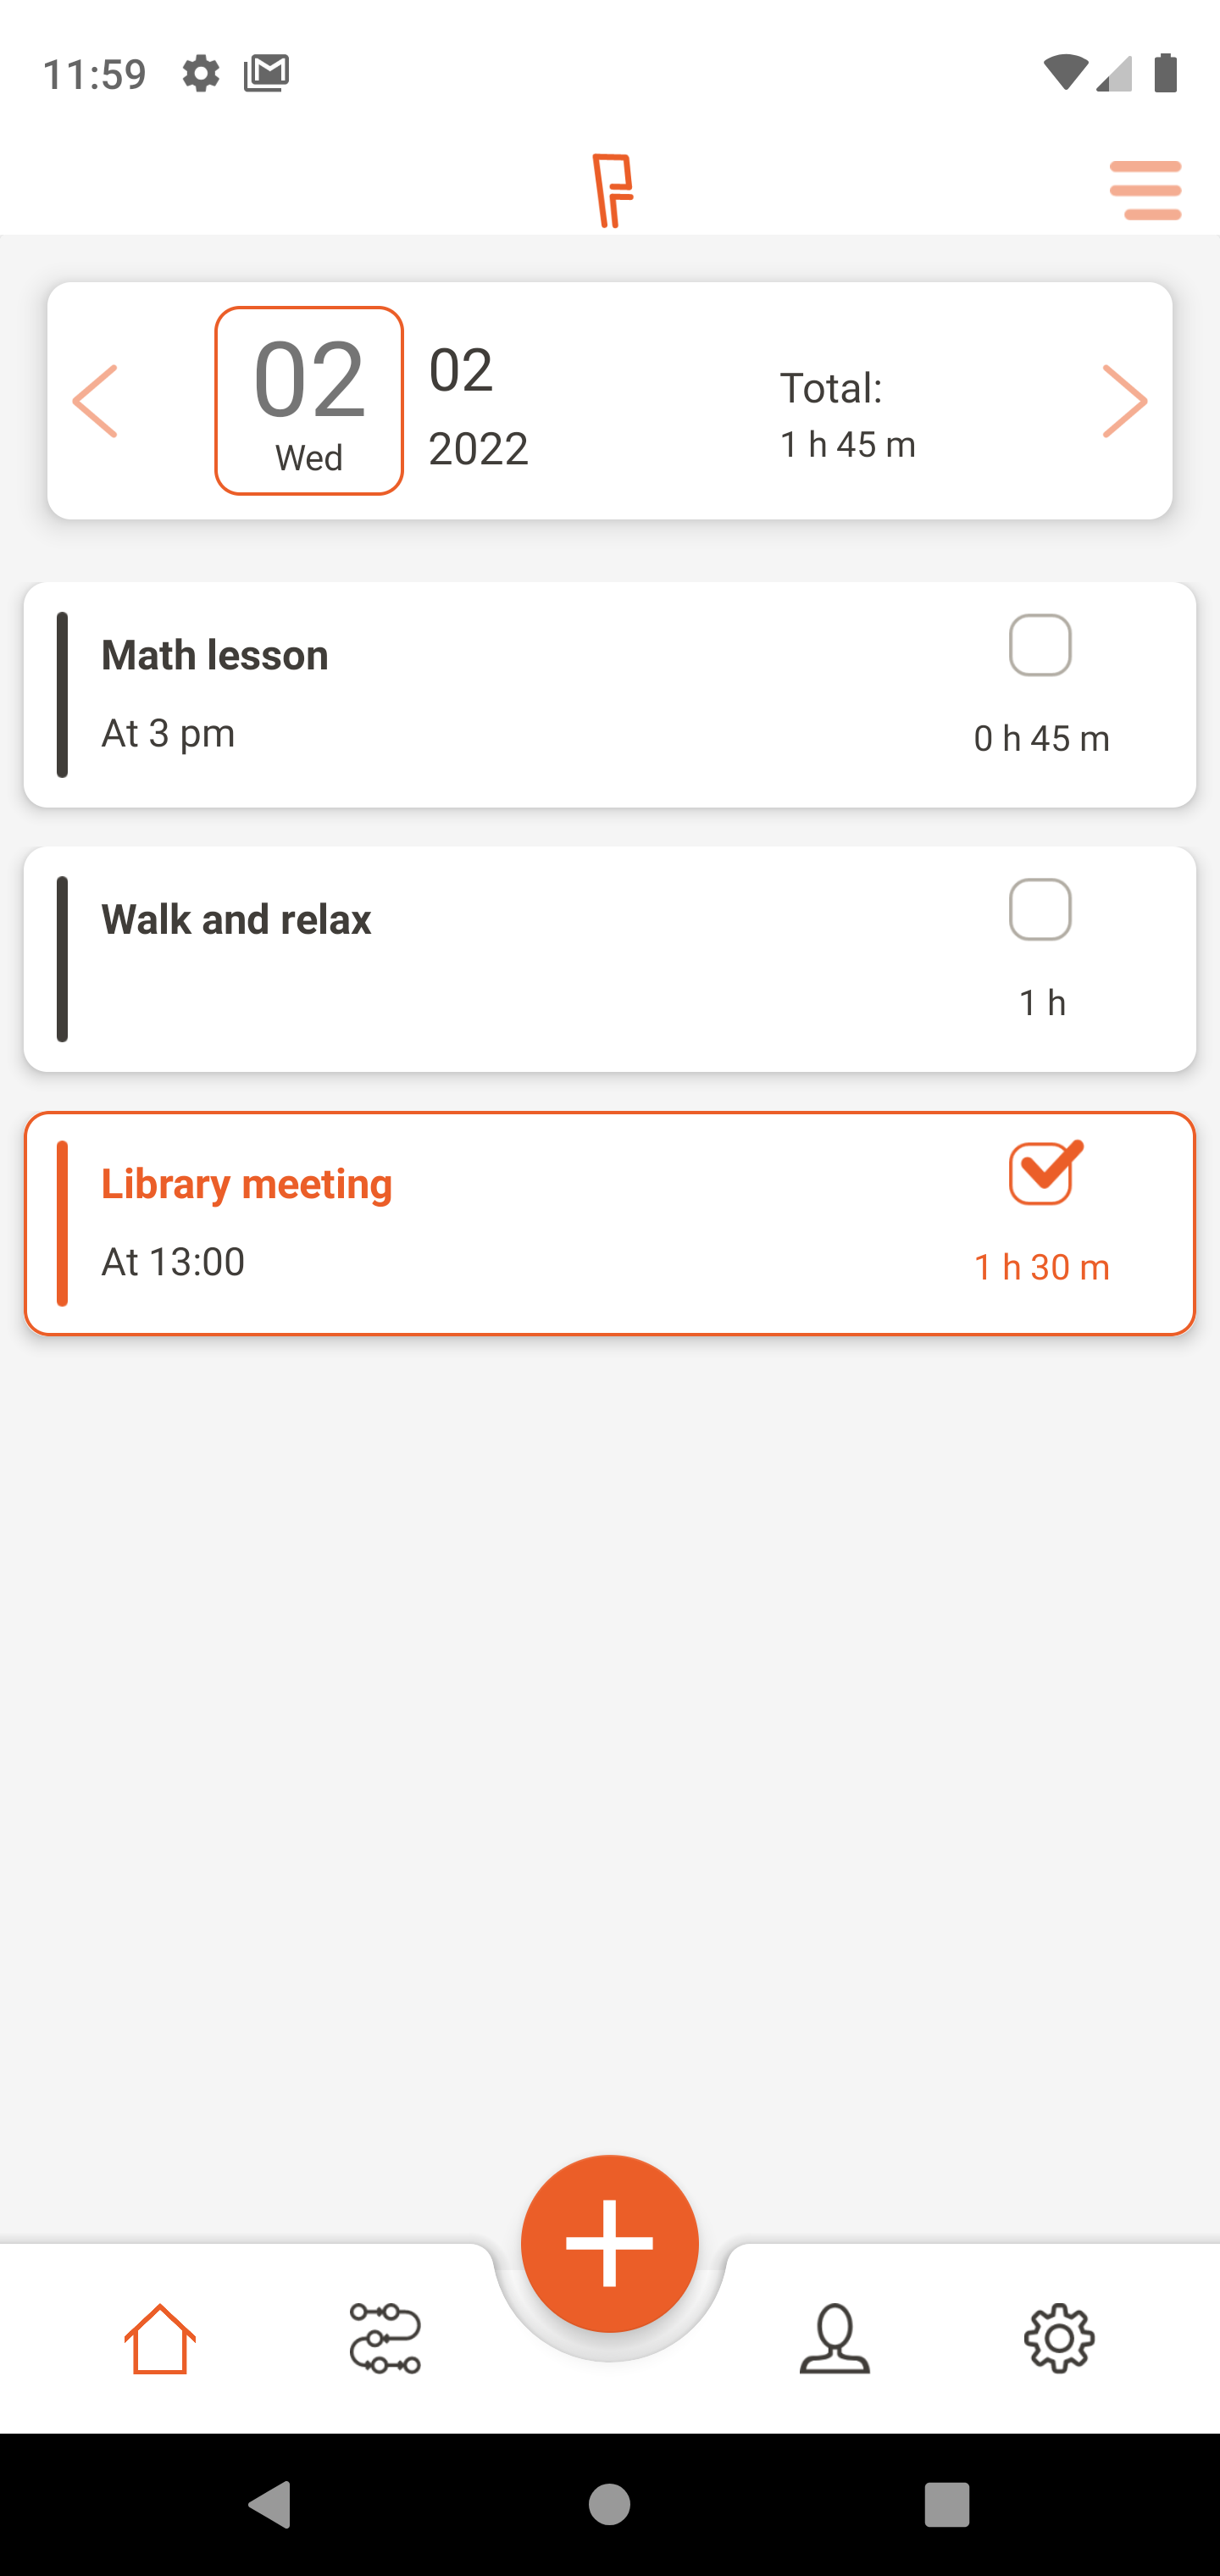 11:59
02
Wed
02
2022
Total:
1 h 45 m
Math lesson
At 3 pm
0 h 45 m
Walk and relax
1 h
Library meeting
At 13:00
1 h 30 m